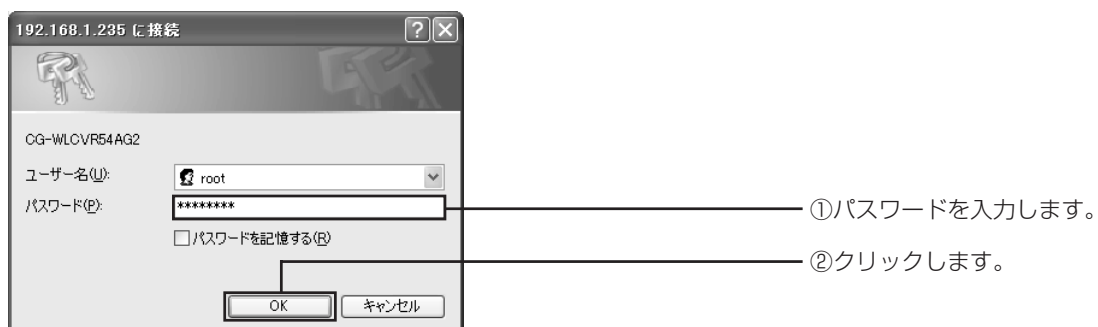 192.168.1.235 に接続
CG-WLCVR54AG2
ユーザー名(U):
root
パスワード(P):
********
①パスワードを入力します。
パスワードを記憶する(R)
②クリックします。
OK
キャンセル